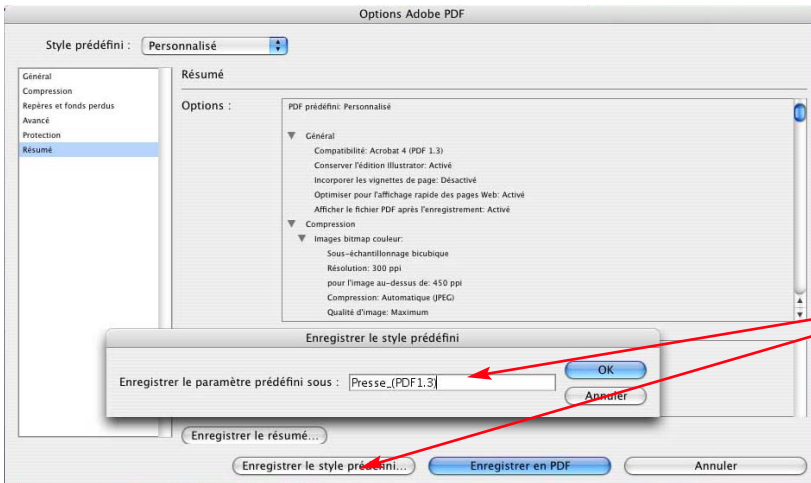 Options Adobe PDF
Style prédéfini : Personnalisé
Général
Compression
Repères et fonds perdus
Avancé
Protection
Résumé
Résumé
Options :
PDF prédéfini: Personnalisé
Général
Compatibilité: Acrobat 4 (PDF 1.3)
Conserver l'édition Illustrator: Activé
Incorporer les vignettes de page: Désactivé
Optimiser pour l'affichage rapide des pages Web: Activé
Afficher le fichier PDF après l'enregistrement: Activé
Compression
Images bitmap couleur:
Sous-échantillonnage bicubique
Résolution: 300 ppi
pour l'image au-dessus de: 450 ppi
Compression: Automatique (JPEG)
Qualité d'image: Maximum
Enregistrer le style prédéfini
Enregistrer le paramètre prédéfini sous : Presse_(PDF1.3)
OK
Annuler
Enregistrer le résumé...
Enregistrer le style prédéfini... Enregistrer en PDF Annuler